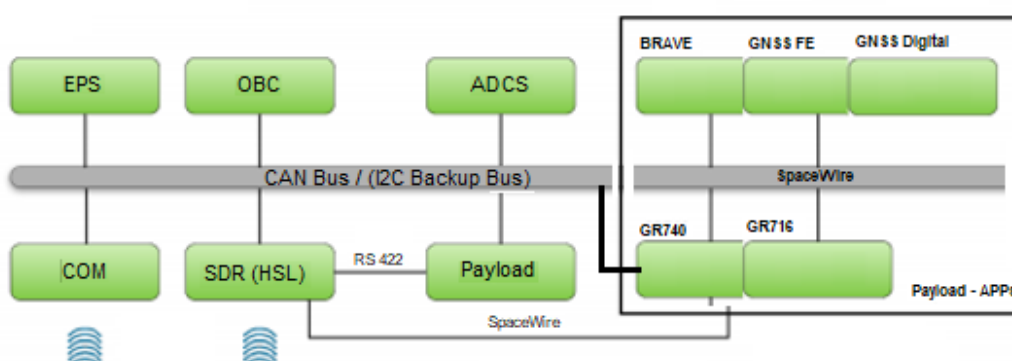 BRAVE
GNSS FE
GNSS Digital
EPS
OBC
ADCS
CAN Bus / (I2C Backup Bus)
SpaceWire
GR740
GR716
COM
SDR (HSL)
RS 422
Payload
Payload - APP
SpaceWire